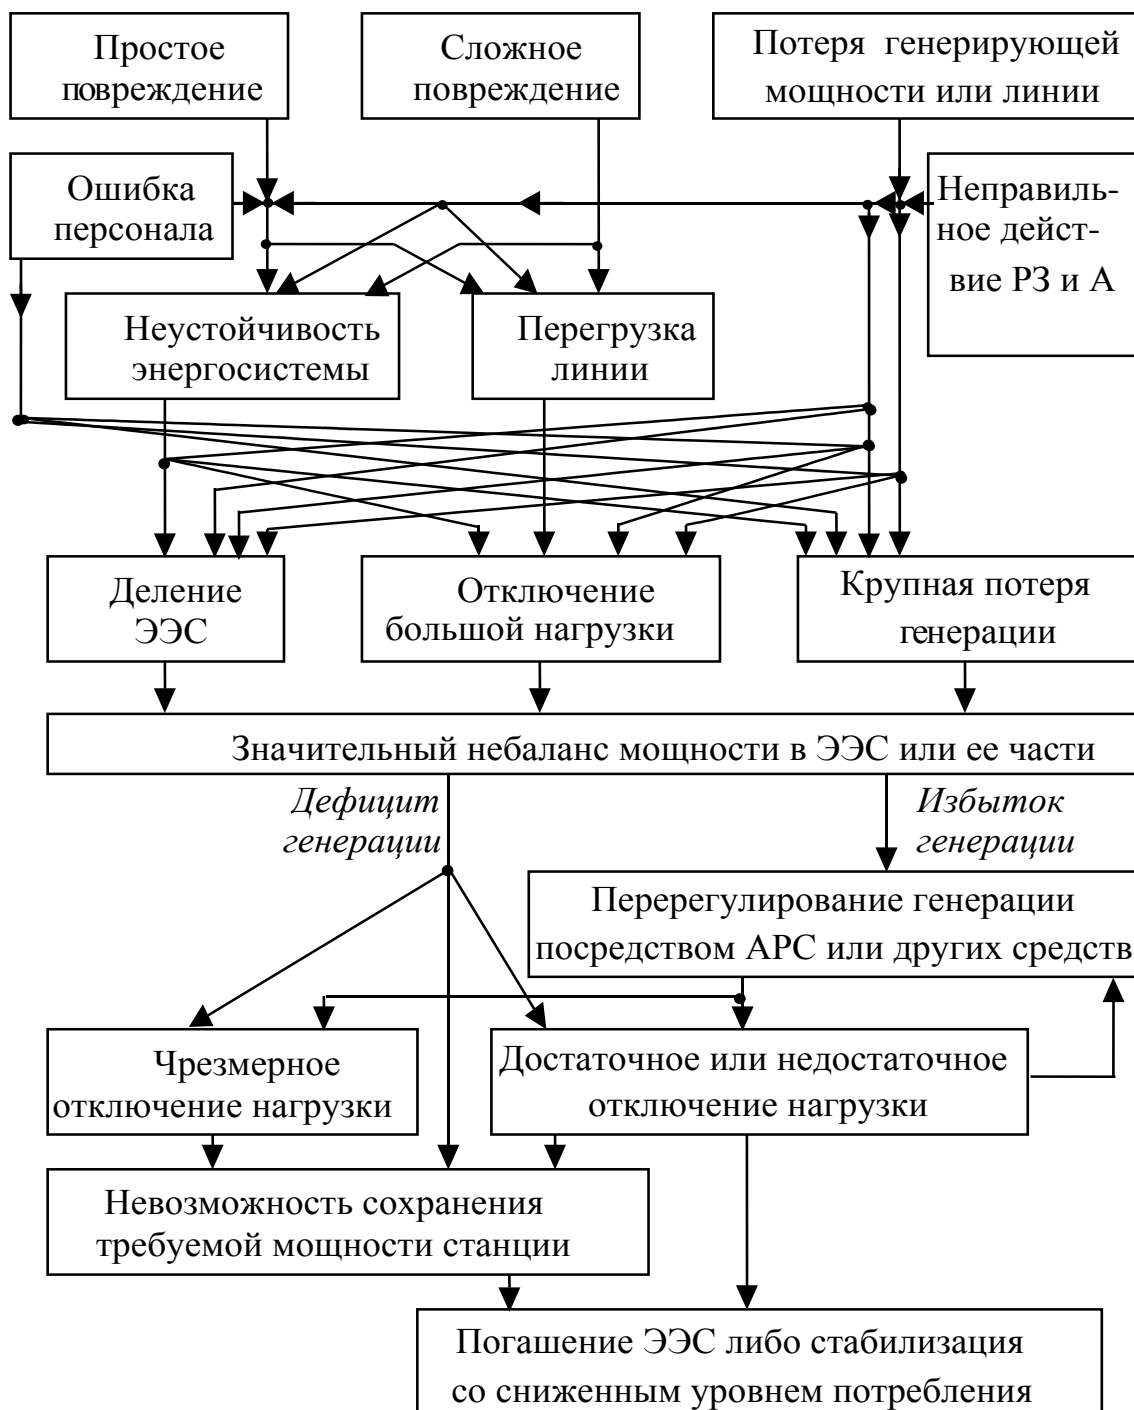 Простое
повреждение
Сложное
повреждение
Потеря генерирующей
мощности или линии
Ошибка
персонала
Неправиль-
ное дейст-
вие РЗ и А
Неустойчивость
энергосистемы
Перегрузка
линии
Деление
ЭЭС
Отключение
большой нагрузки
Крупная потеря
генерации
Значительный небаланс мощности в ЭЭС или ее части
Дефицит
генерации
Избыток
генерации
Перерегулирование генерации
посредством АРС или других средств
Чрезмерное
отключение нагрузки
Достаточное или недостаточное
отключение нагрузки
Невозможность сохранения
требуемой мощности станции
Погашение ЭЭС либо стабилизация
со сниженным уровнем потребления